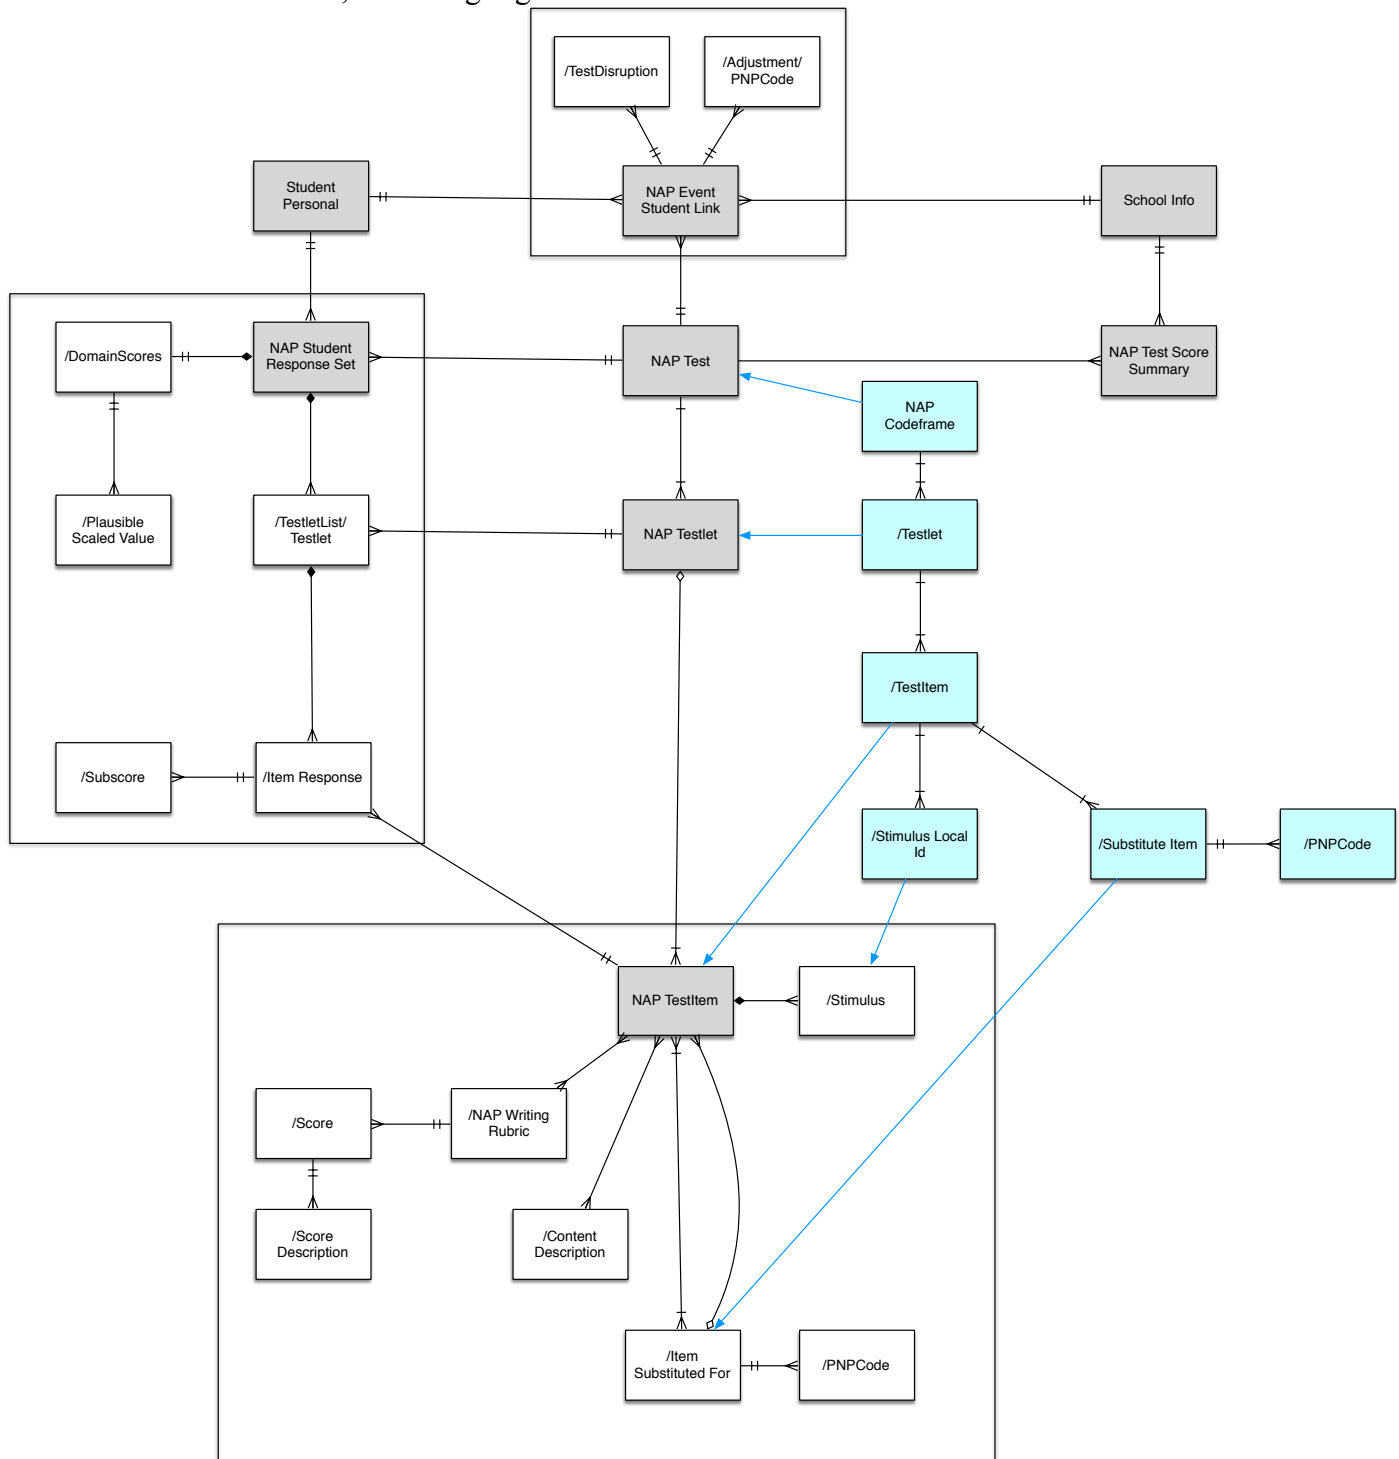 /TestDisruption
/Adjustment/
PNPCode
Student
Personal
NAP Event
Student Link
School Info
/DomainScores
NAP Student
Response Set
NAP Test
NAP Test Score
Summary
NAP
Codeframe
/Plausible
Scaled Value
/TestletList/
Testlet
NAP Testlet
/Testlet
/TestItem
/Subscore
/Item Response
/Stimulus Local
Id
/Substitute Item
/PNPCode
NAP TestItem
/Stimulus
/Score
/NAP Writing
Rubric
/Score
Description
/Content
Description
/Item
Substituted For
/PNPCode